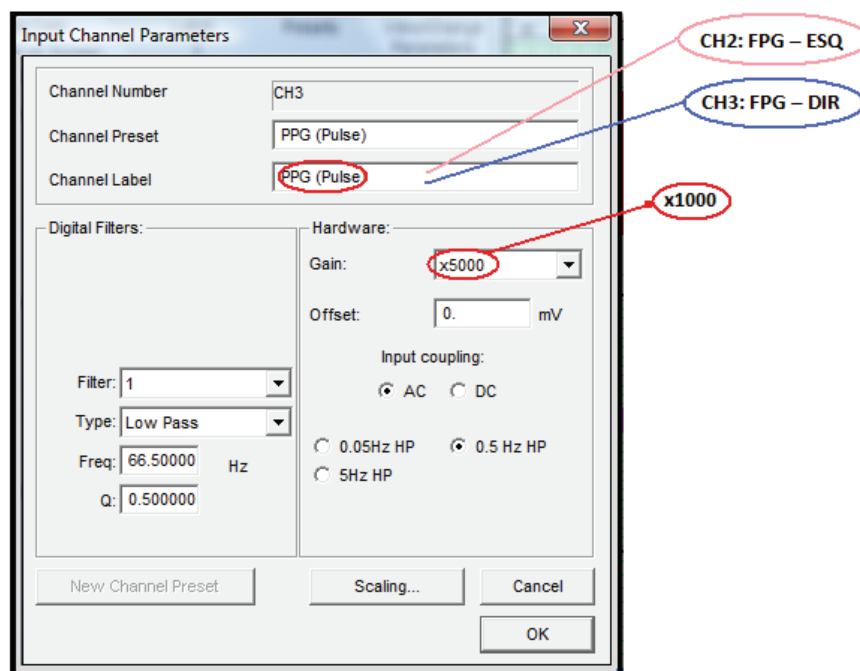 Input Channel Parameters
CH2: FPG – ESQ
Channel Number CH3
CH3: FPG – DIR
Channel Preset PPG (Pulse)
Channel Label PPG (Pulse
x1000
Digital Filters: Hardware:
Gain: x5000
Offset: 0. mV
Input coupling:
Filter: 1 AC DC
Type: Low Pass
0.05Hz HP 0.5 Hz HP
Freq: 66.50000 Hz
5Hz HP
Q: 0.500000
New Channel Preset Scaling... Cancel
OK